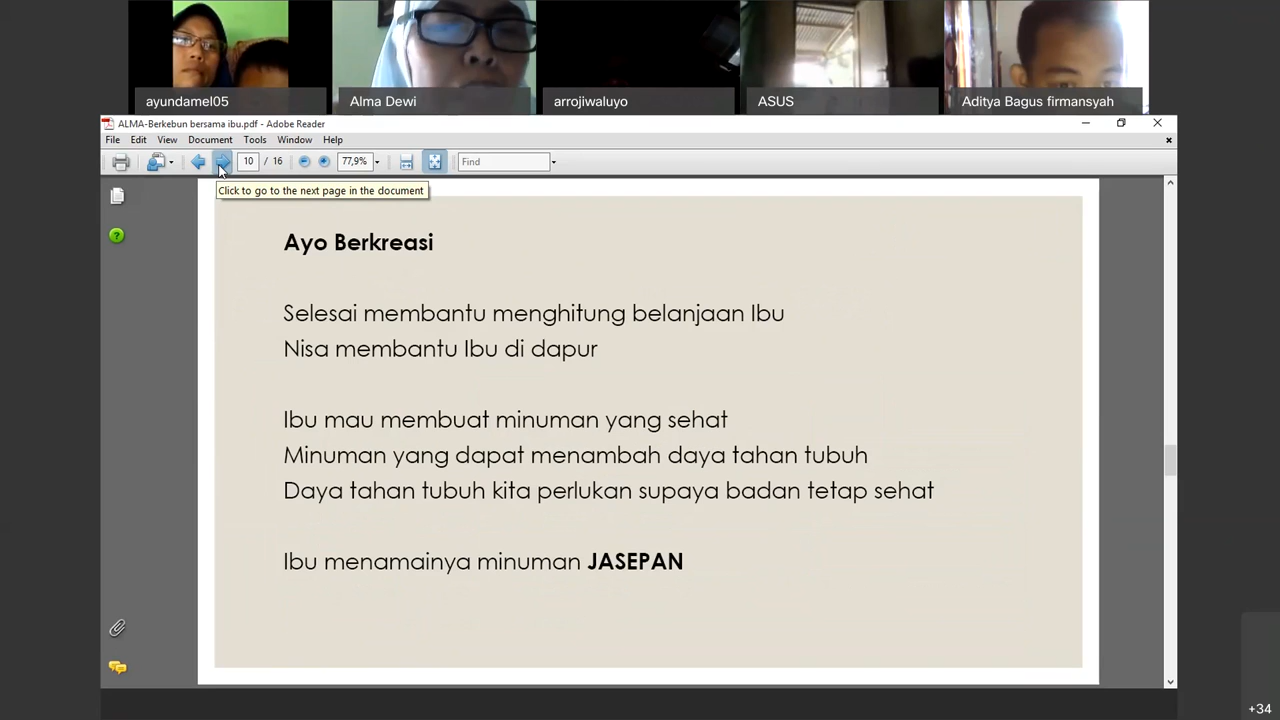 ayundamel05
Alma Dewi
arrojiwaluyo
ASUS
Aditya Bagus firmansyah
ALMA-Berkebun bersama ibu.pdf - Adobe Reader
File Edit View Document Tools Window Help
10 / 16 77,9% Find
Click to go to the next page in the document
Ayo Berkreasi
Selesai membantu menghitung belanjaan Ibu
Nisa membantu Ibu di dapur
Ibu mau membuat minuman yang sehat
Minuman yang dapat menambah daya tahan tubuh
Daya tahan tubuh kita perlukan supaya badan tetap sehat
Ibu menamainya minuman JASEPAN
+34